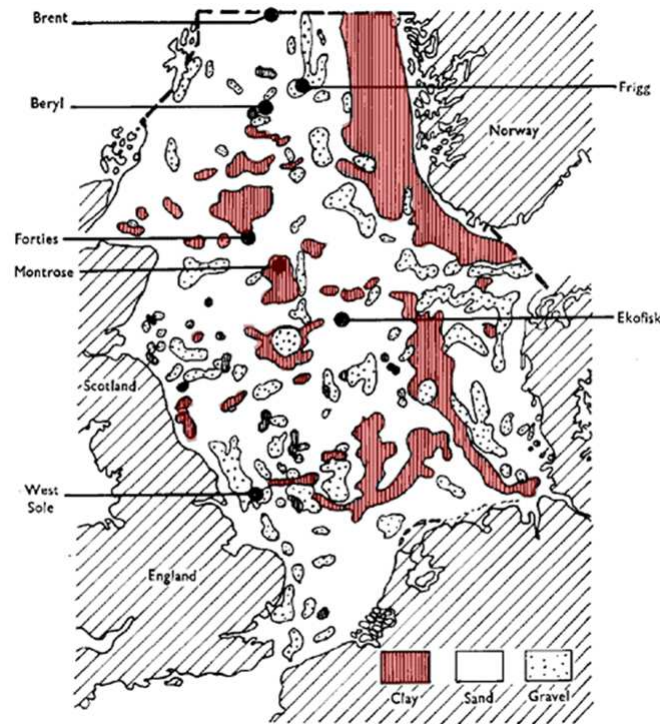 Brent
Frigg
Beryl
Norway
Forties
Montrose
Ekofisk
Scotland
West
Sole
England
Clay
Sand
Gravel